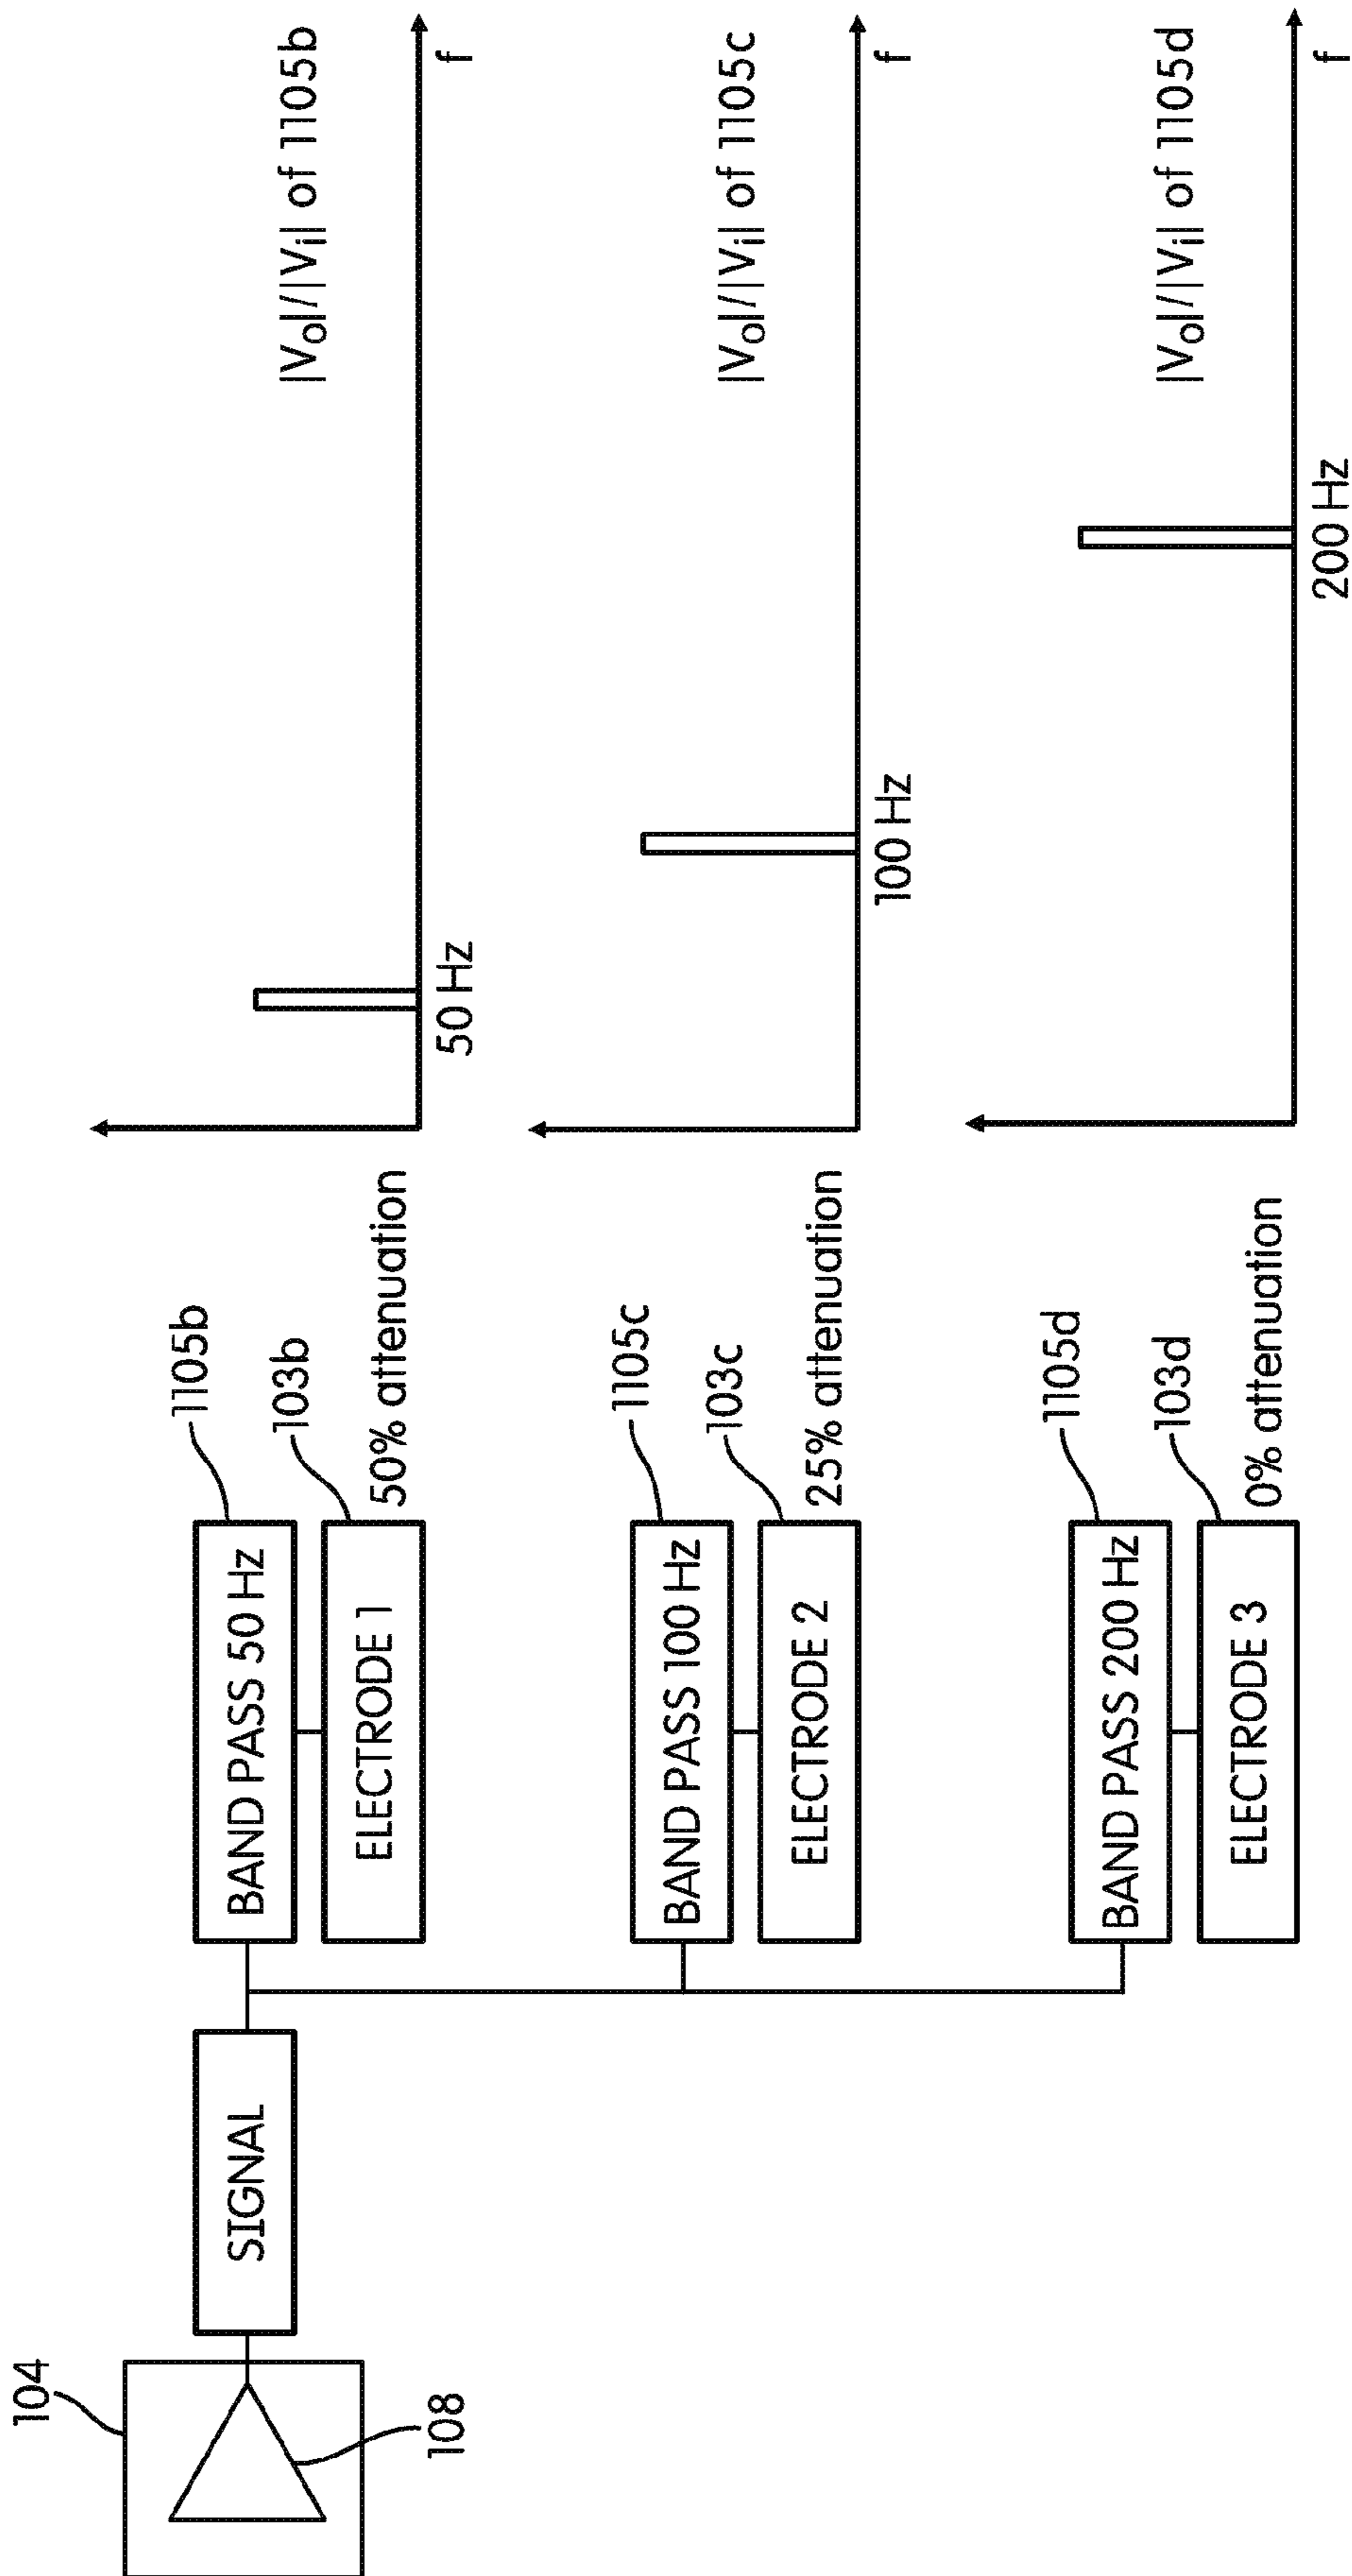 104
108
SIGNAL
BAND PASS 50 Hz
1105b
ELECTRODE 1
103b
50% attenuation
|Vo|/|Vi| of 1105b
50 Hz
f
BAND PASS 100 Hz
1105c
ELECTRODE 2
103c
25% attenuation
|Vo|/|Vi| of 1105c
100 Hz
f
BAND PASS 200 Hz
1105d
ELECTRODE 3
103d
0% attenuation
|Vo|/|Vi| of 1105d
200 Hz
f